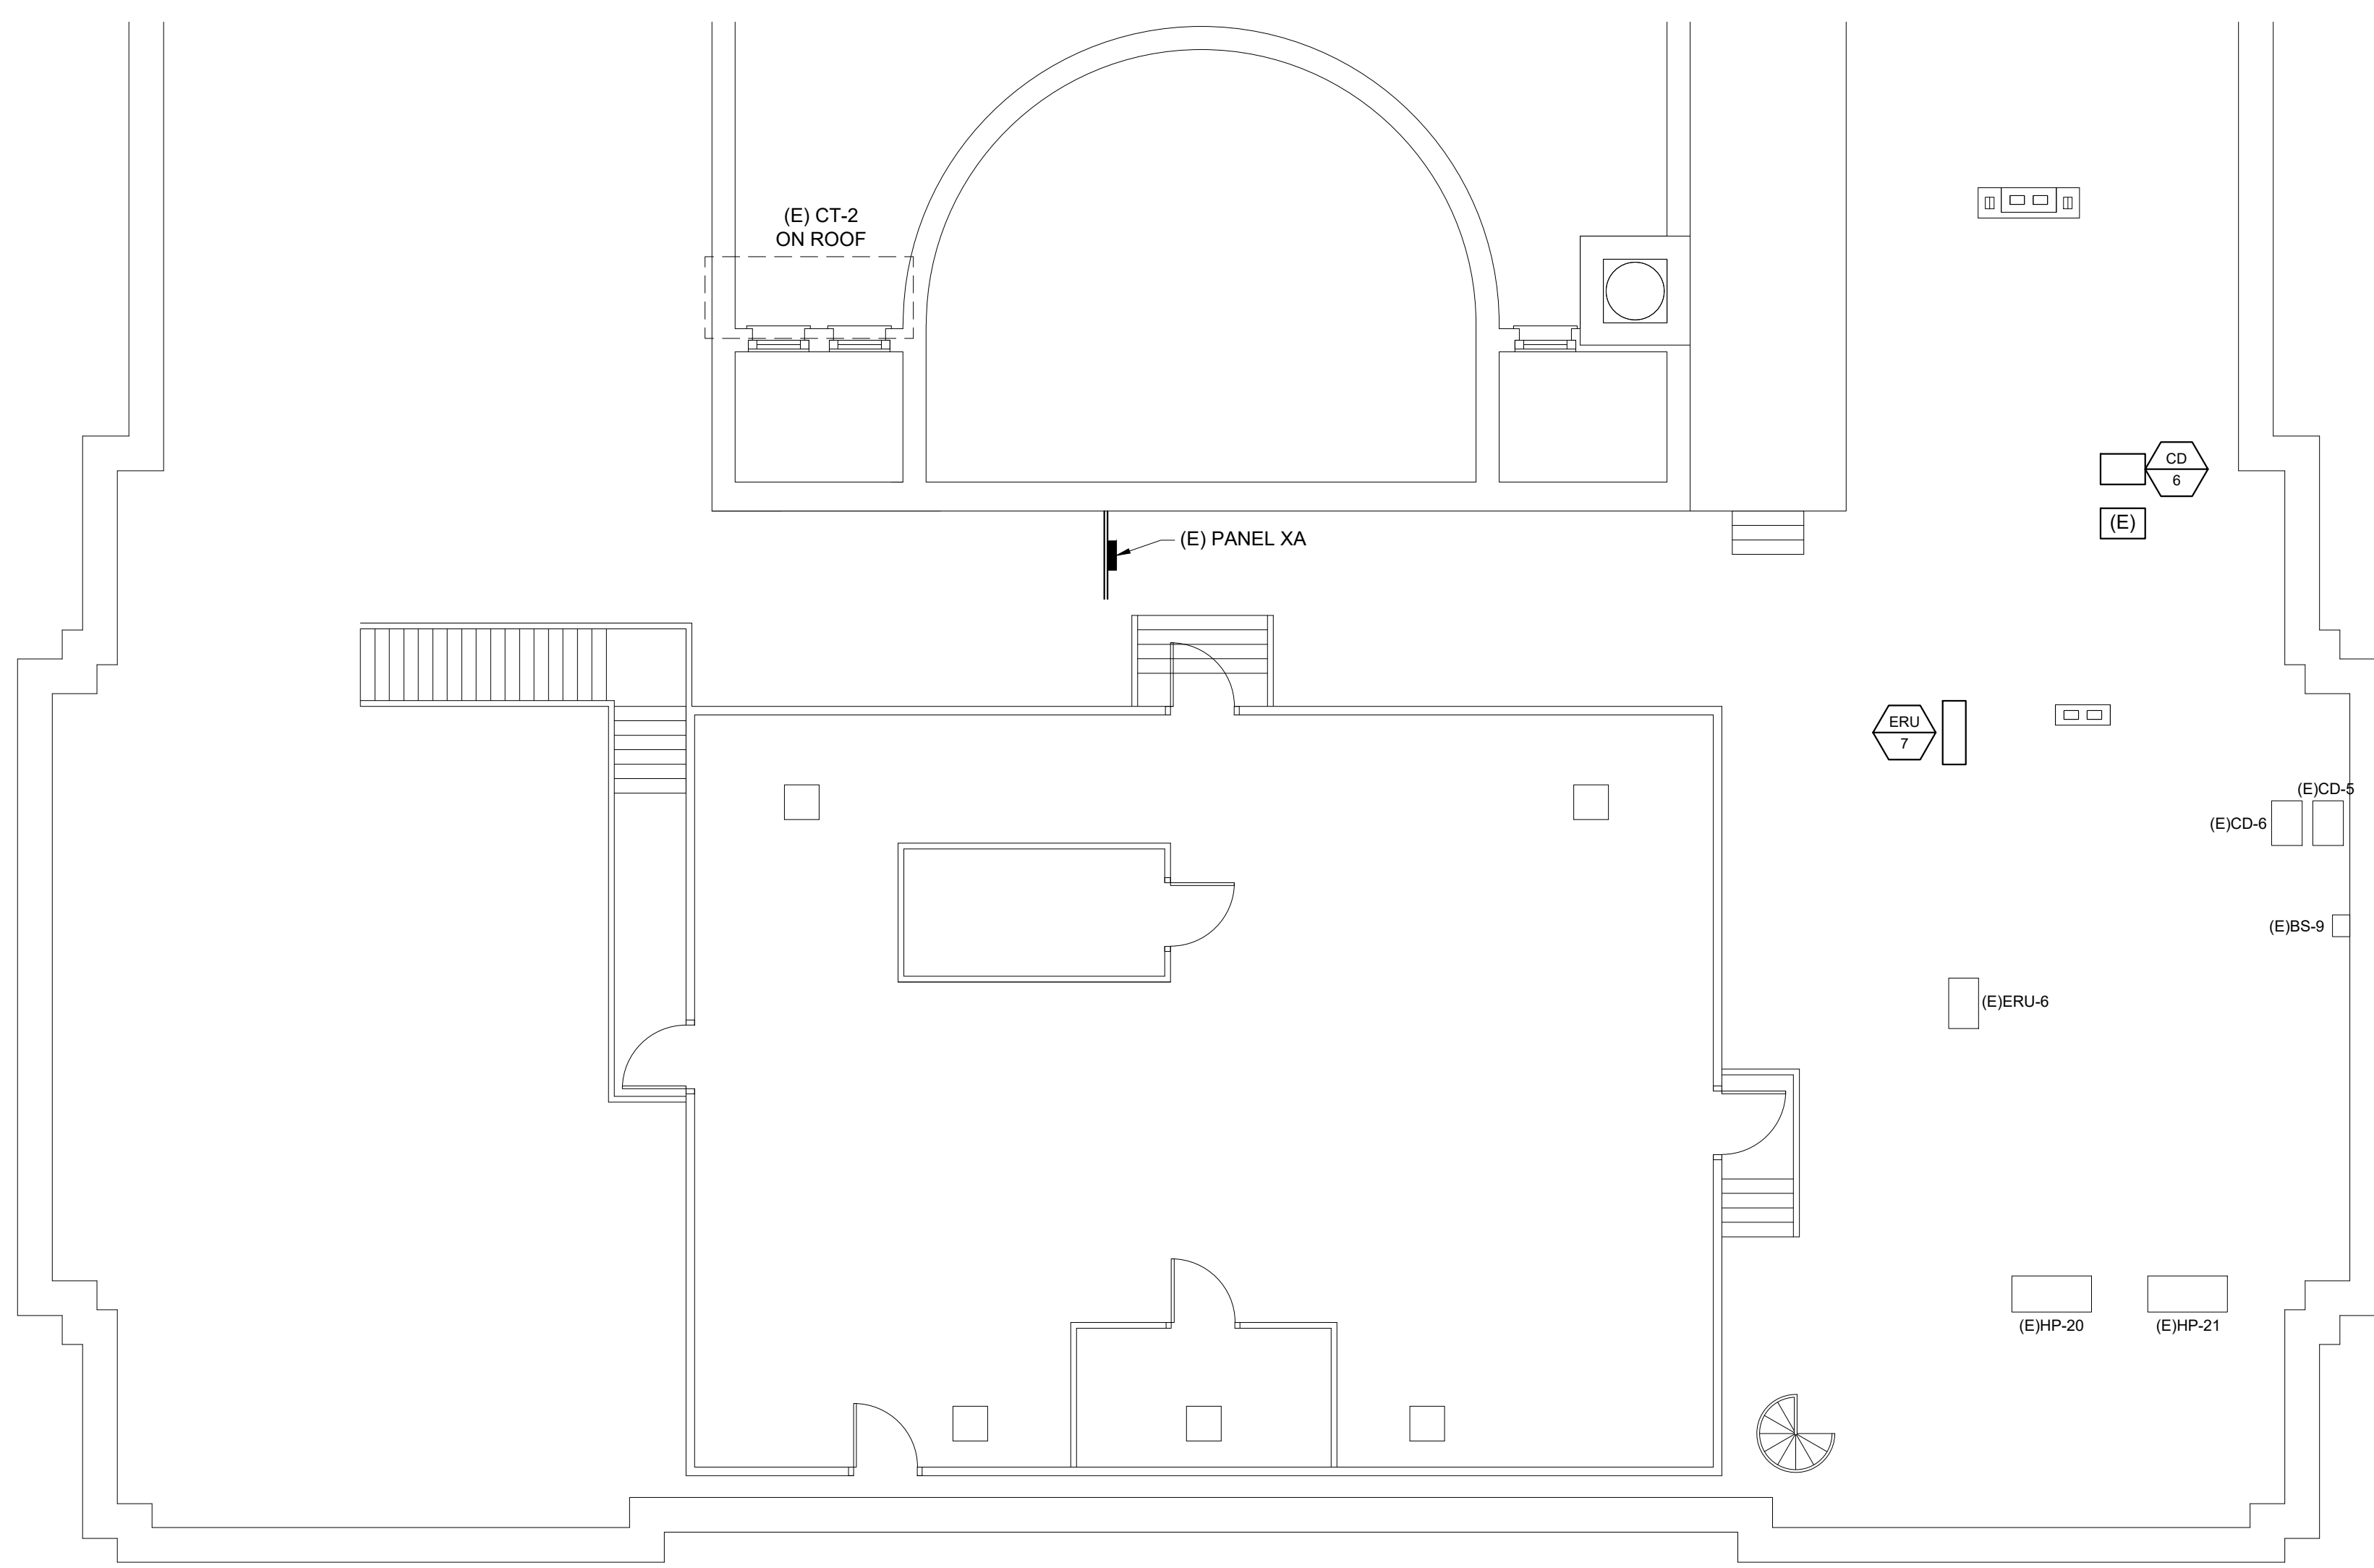 (E) CT-2
ON ROOF
CD
6
(E)
(E) PANEL XA
ERU
7
(E)CD-5
(E)CD-6
(E)BS-9
(E)ERU-6
(E)HP-20
(E)HP-21